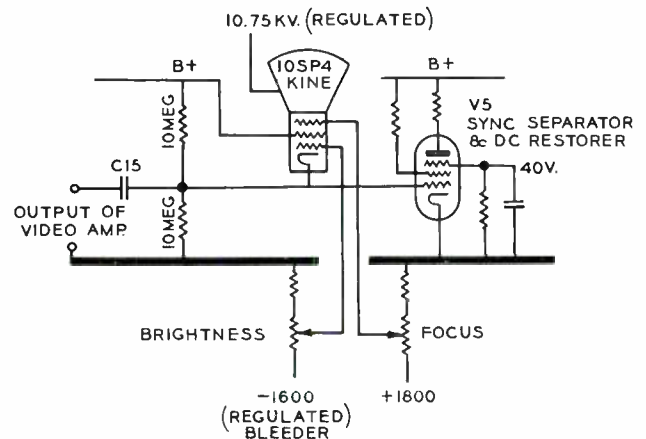 10.75 KV. (REGULATED)
10SP4
KINE
B+
B+
10MEG
V5
SYNC SEPARATOR
&c DC RESTORER
C15
40V.
OUTPUT OF
VIDEO AMP.
10MEG
BRIGHTNESS
FOCUS
-1600
(REGULATED)
BLEEDER
+1800